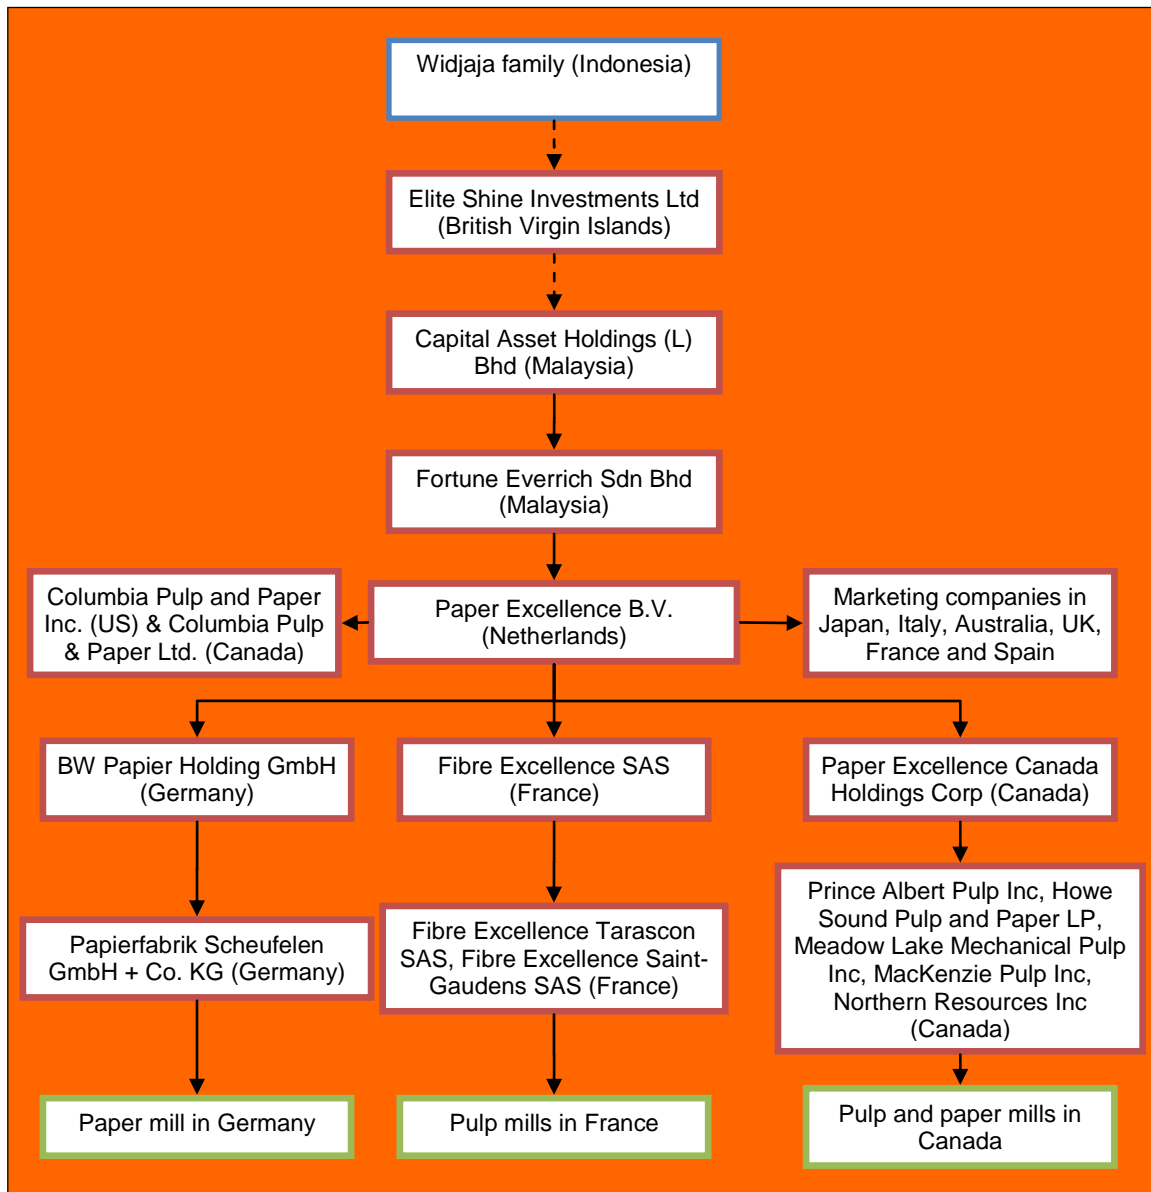 Widjaja family (Indonesia)
Elite Shine Investments Ltd
(British Virgin Islands)
Capital Asset Holdings (L)
Bhd (Malaysia)
Fortune Everrich Sdn Bhd
(Malaysia)
Columbia Pulp and Paper
Inc. (US) & Columbia Pulp
& Paper Ltd. (Canada)
Paper Excellence B.V.
(Netherlands)
Marketing companies in
Japan, Italy, Australia, UK,
France and Spain
BW Papier Holding GmbH
(Germany)
Fibre Excellence SAS
(France)
Paper Excellence Canada
Holdings Corp (Canada)
Papierfabrik Scheufelen
GmbH + Co. KG (Germany)
Fibre Excellence Tarascon
SAS, Fibre Excellence Saint-
Gaudens SAS (France)
Prince Albert Pulp Inc, Howe
Sound Pulp and Paper LP,
Meadow Lake Mechanical Pulp
Inc, MacKenzie Pulp Inc,
Northern Resources Inc
(Canada)
Paper mill in Germany
Pulp mills in France
Pulp and paper mills in
Canada